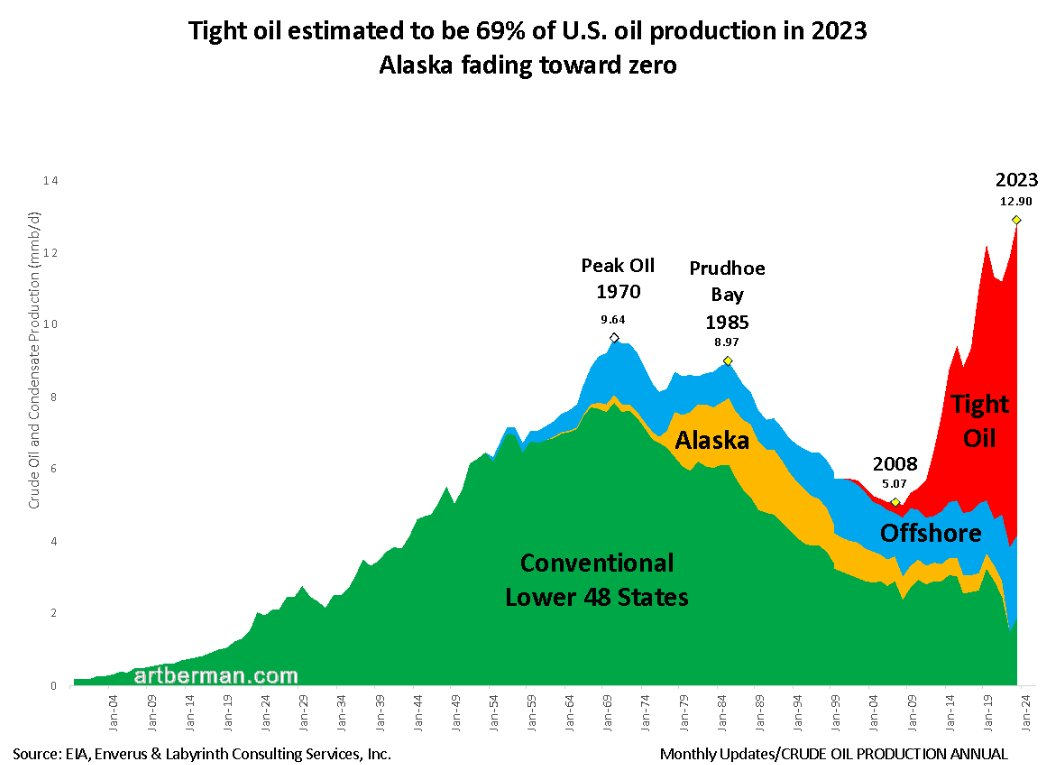 Tight oil estimated to be 69% of U.S. oil production in 2023
Alaska fading toward zero
Crude Oil and Condensate Production (mmb/d)
14
12
10
8
6
4
2
0
Peak OIl
1970
9.64
Prudhoe
Bay
1985
8.97
2008
5.07
2023
12.90
Tight
Oil
Alaska
Offshore
Conventional
Lower 48 States
artberman.com
Jan-04
Jan-09
Jan-14
Jan-19
Jan-24
Jan-29
Jan-34
Jan-39
Jan-44
Jan-49
Jan-54
Jan-59
Jan-64
Jan-69
Jan-74
Jan-79
Jan-84
Jan-89
Jan-94
Jan-99
Jan-04
Jan-09
Jan-14
Jan-19
Jan-24
Source: EIA, Enverus & Labyrinth Consulting Services, Inc.
Monthly Updates/CRUDE OIL PRODUCTION ANNUAL